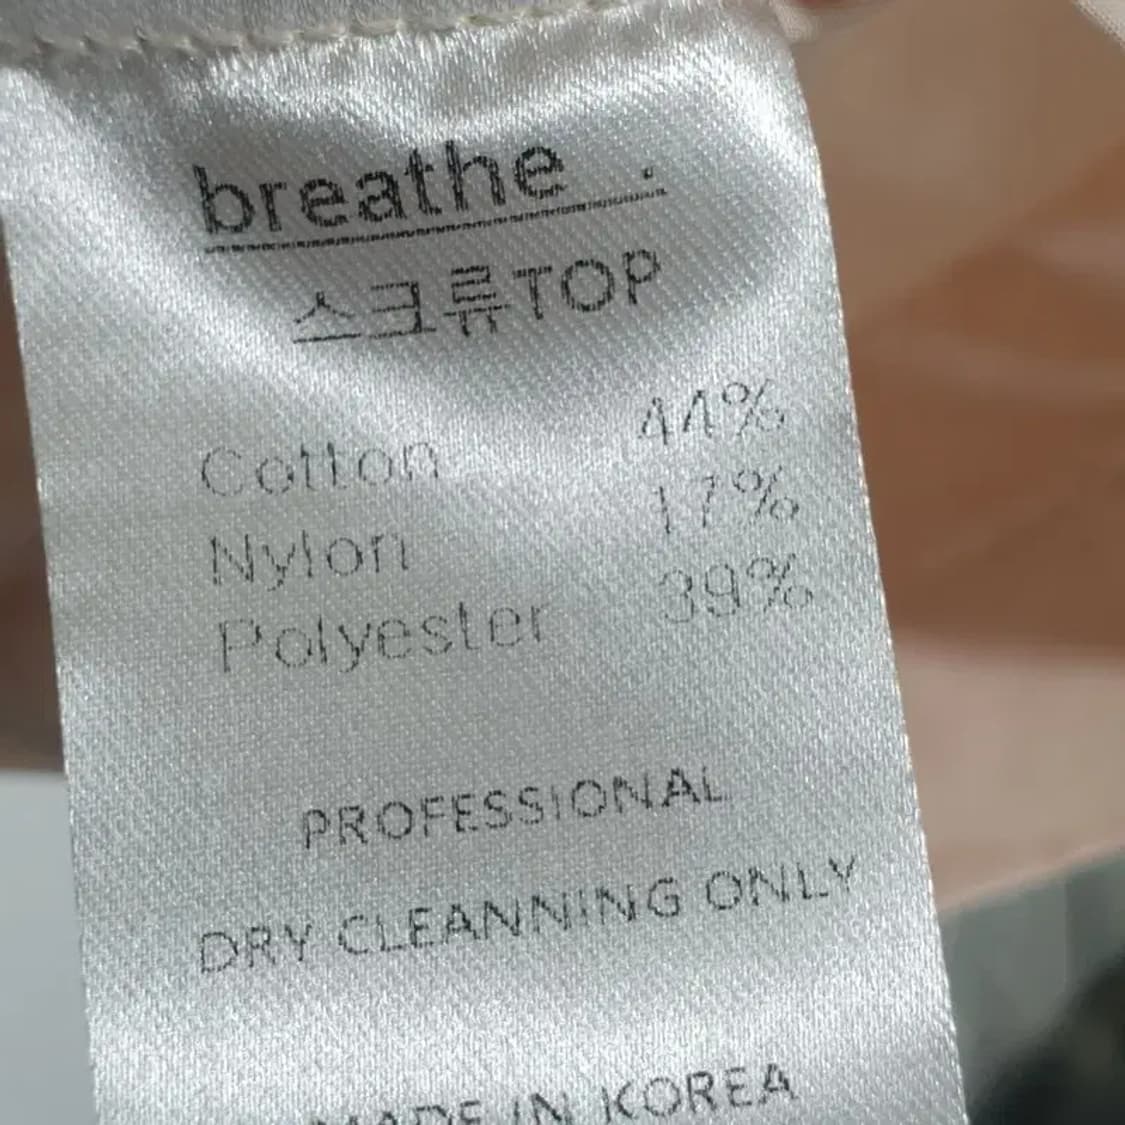 breathe .
스크류TOP
Cotton 44%
Nylon 17%
Polyester 39%
PROFESSIONAL
DRY CLEANNING ONLY
MADE IN KOREA